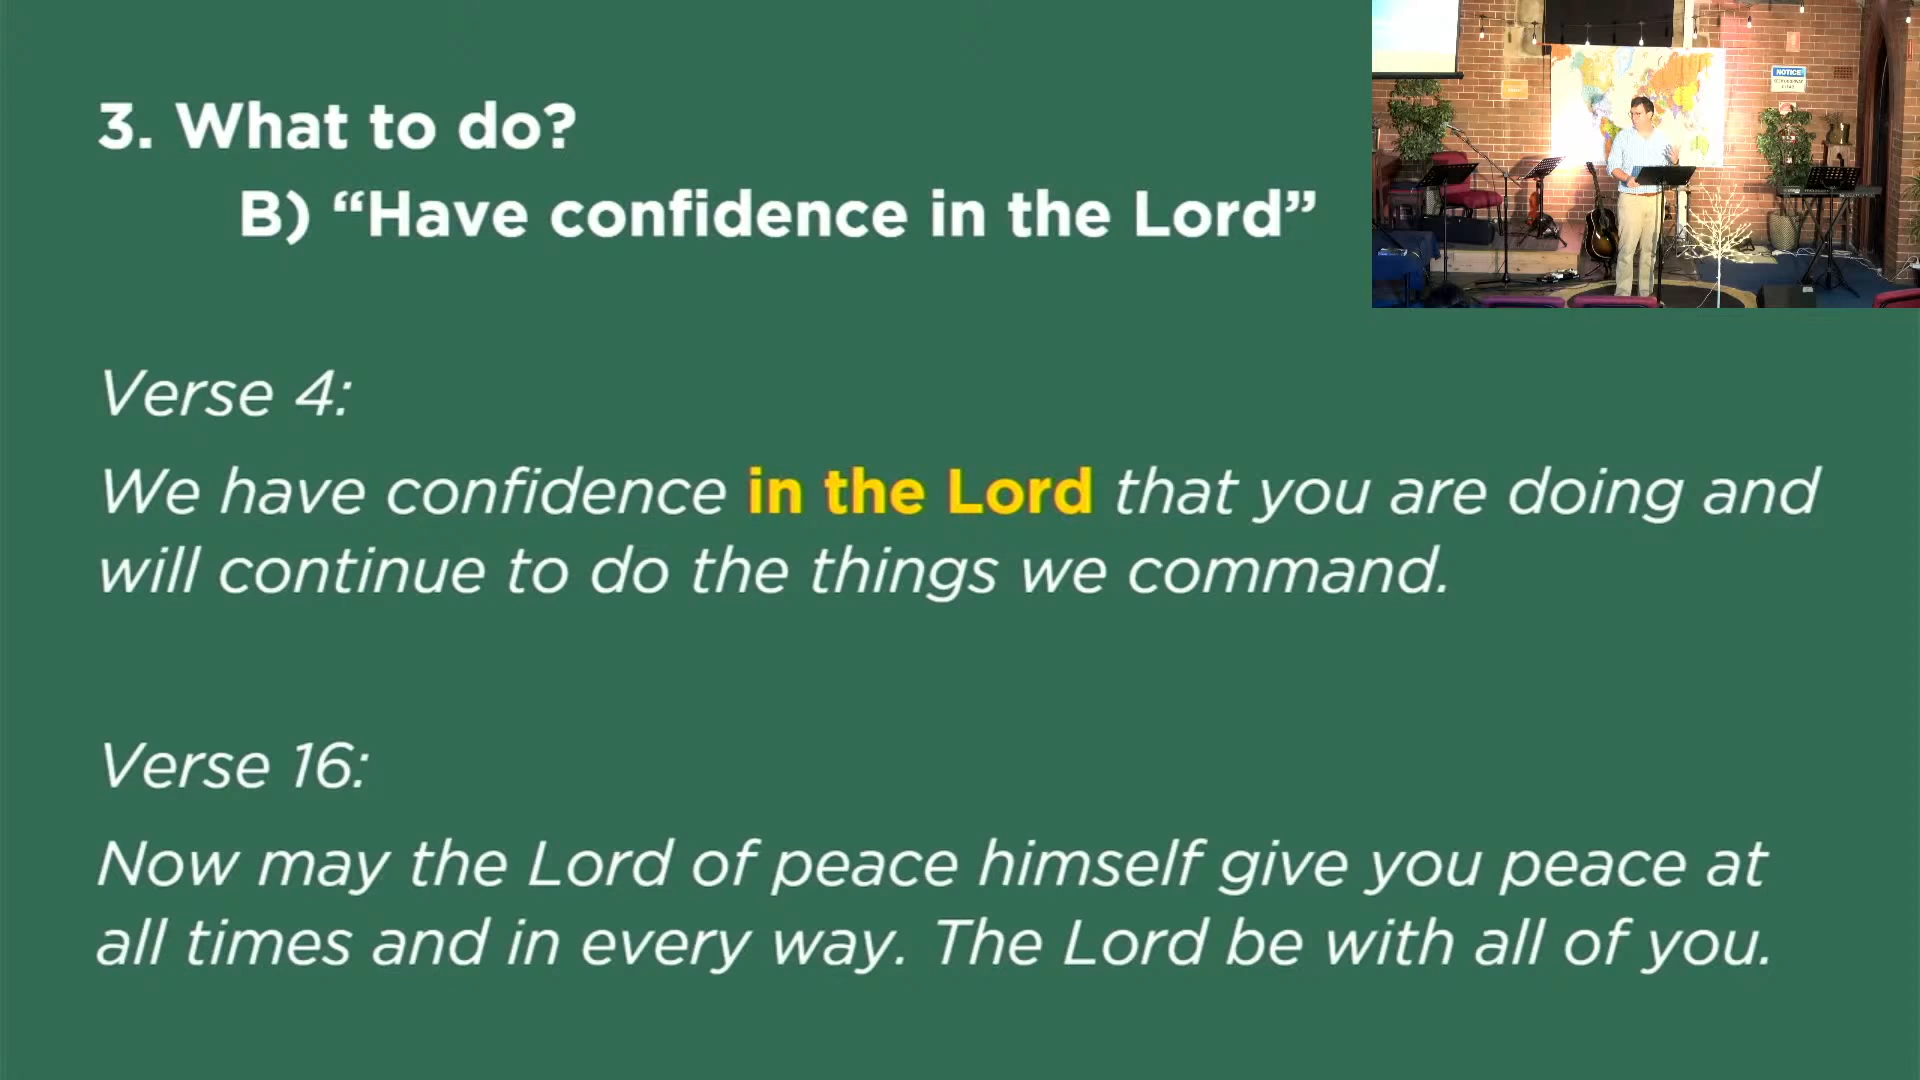 3. What to do?
B) “Have confidence in the Lord”
NOTICE
Verse 4:
We have confidence in the Lord that you are doing and
will continue to do the things we command.
Verse 16:
Now may the Lord of peace himself give you peace at
all times and in every way. The Lord be with all of you.